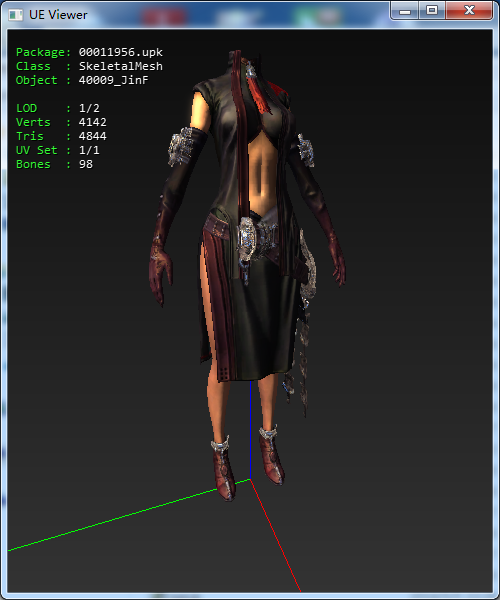 UE Viewer
Package: 00011956.upk
Class : SkeletalMesh
Object : 40009_JinF
LOD : 1/2
Verts : 4142
Tris : 4844
UV Set : 1/1
Bones : 98